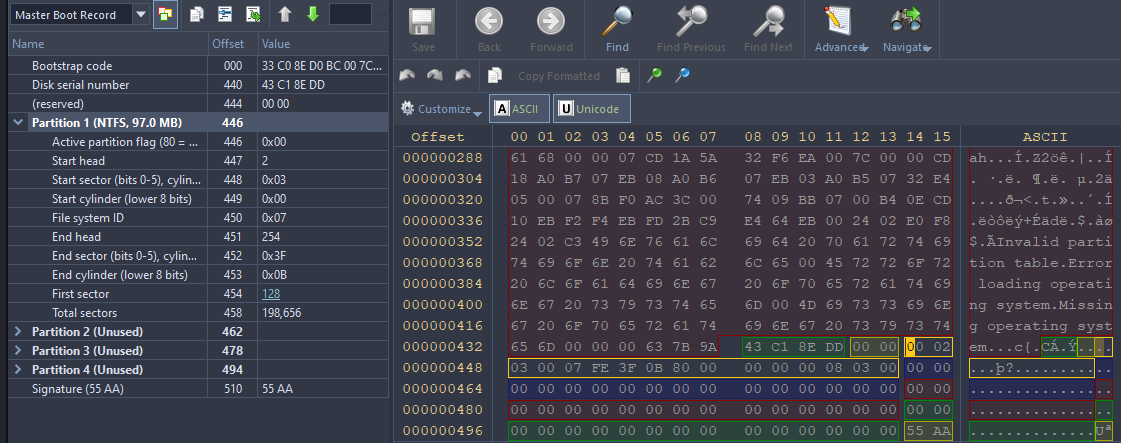 Master Boot Record
Name Offset Value
Bootstrap code 000 33 C0 8E D0 BC 00 7C...
Disk serial number 440 43 C1 8E DD
(reserved) 444 00 00
Partition 1 (NTFS, 97.0 MB) 446
Active partition flag (80 = ... 446 0x00
Start head 447 2
Start sector (bits 0-5), cylin... 448 0x03
Start cylinder (lower 8 bits) 449 0x00
File system ID 450 0x07
End head 451 254
End sector (bits 0-5), cylin... 452 0x3F
End cylinder (lower 8 bits) 453 0x0B
First sector 454 128
Total sectors 458 198,656
Partition 2 (Unused) 462
Partition 3 (Unused) 478
Partition 4 (Unused) 494
Signature (55 AA) 510 55 AA
Save Back Forward Find Find Previous Find Next Advanced Navigate
Copy Formatted
Customize A ASCII U Unicode
Offset 00 01 02 03 04 05 06 07 08 09 10 11 12 13 14 15 ASCII
000000288 61 68 00 00 07 CD 1A 5A 32 F6 EA 00 7C 00 00 CD ah...Í.Z2öê.|..Í
000000304 18 A0 B7 07 EB 08 A0 B6 07 EB 03 A0 B5 07 32 E4 . ·.ë. ¶.ë. µ.2ä
000000320 05 00 07 8B F0 AC 3C 00 74 09 BB 07 00 B4 0E CD ....ð¬<.t.»..´.Í
000000336 10 EB F2 F4 EB FD 2B C9 E4 64 EB 00 24 02 E0 F8 .ëòôëý+Éädë.$.àø
000000352 24 02 C3 49 6E 76 61 6C 69 64 20 70 61 72 74 69 $.ÃInvalid parti
000000368 74 69 6F 6E 20 74 61 62 6C 65 00 45 72 72 6F 72 tion table.Error
000000384 20 6C 6F 61 64 69 6E 67 20 6F 70 65 72 61 74 69 loading operati
000000400 6E 67 20 73 79 73 74 65 6D 00 4D 69 73 73 69 6E ng system.Missin
000000416 67 20 6F 70 65 72 61 74 69 6E 67 20 73 79 73 74 g operating syst
000000432 65 6D 00 00 00 63 7B 9A 43 C1 8E DD 00 00 00 02 em...c{.CÁ.Ý....
000000448 03 00 07 FE 3F 0B 80 00 00 00 00 08 03 00 00 00 ...þ?...........
000000464 00 00 00 00 00 00 00 00 00 00 00 00 00 00 00 00 ................
000000480 00 00 00 00 00 00 00 00 00 00 00 00 00 00 00 00 ................
000000496 00 00 00 00 00 00 00 00 00 00 00 00 00 00 55 AA ..............Uª